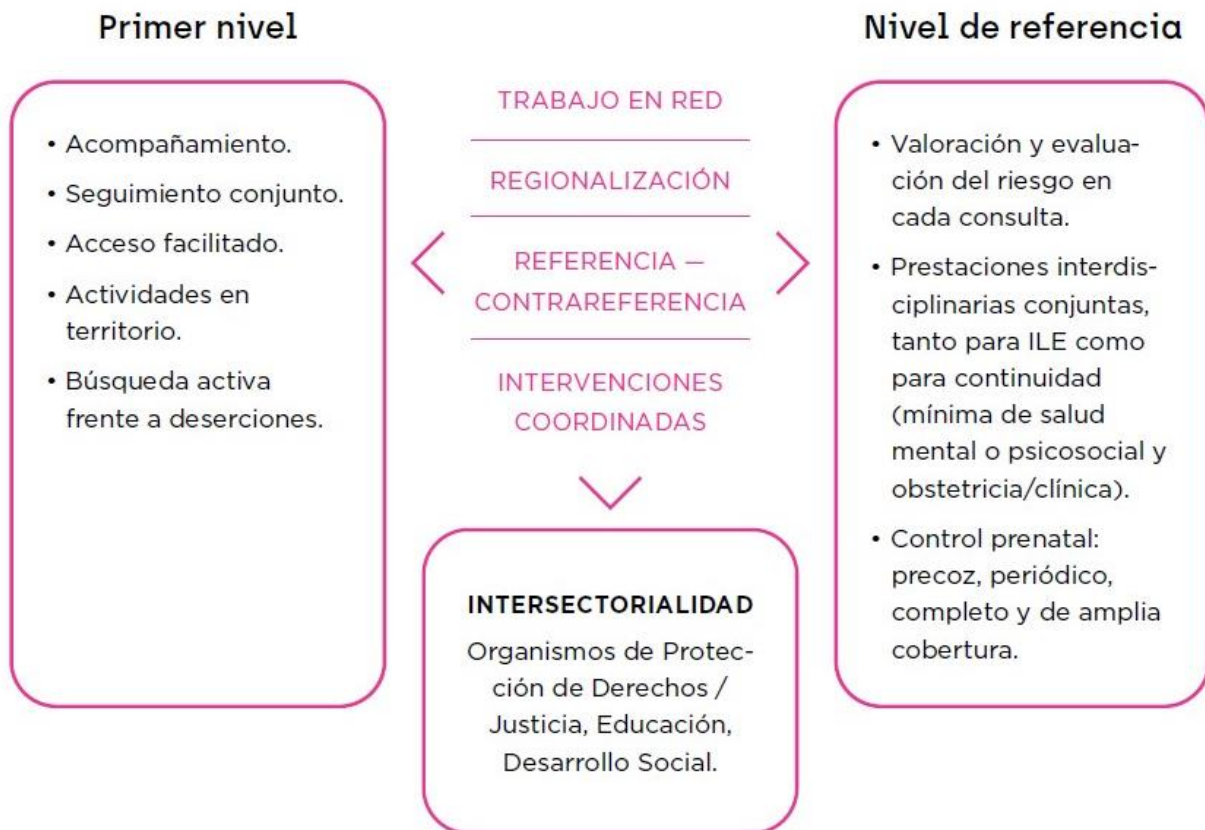 Primer nivel
• Acompañamiento.
• Seguimiento conjunto.
• Acceso facilitado.
• Actividades en
territorio.
• Búsqueda activa
frente a deserciones.
TRABAJO EN RED
REGIONALIZACIÓN
REFERENCIA —
CONTRAREFERENCIA
INTERVENCIONES
COORDINADAS
INTERSECTORIALIDAD
Organismos de Protec-
ción de Derechos /
Justicia, Educación,
Desarrollo Social.
Nivel de referencia
• Valoración y evalua-
ción del riesgo en
cada consulta.
• Prestaciones interdis-
ciplinarias conjuntas,
tanto para ILE como
para continuidad
(mínima de salud
mental o psicosocial y
obstetricia/clínica).
• Control prenatal:
precoz, periódico,
completo y de amplia
cobertura.